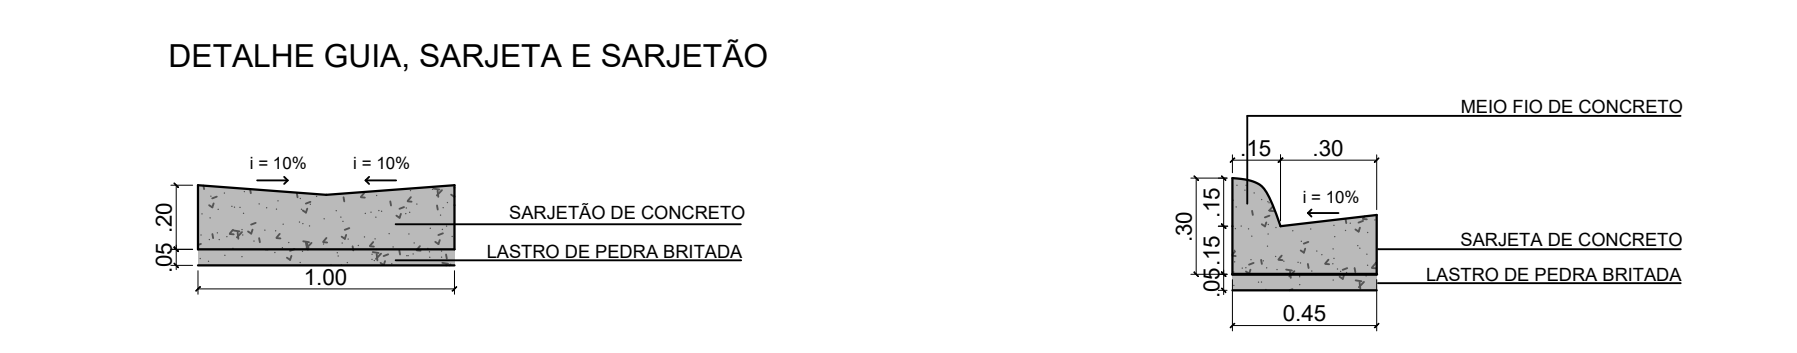 DETALHE GUIA, SARJETA E SARJETÃO
i = 10% i = 10%
.20
.05
SARJETÃO DE CONCRETO
LASTRO DE PEDRA BRITADA
1.00
MEIO FIO DE CONCRETO
.15 .30
i = 10%
.30
.15
.15
.05
SARJETA DE CONCRETO
LASTRO DE PEDRA BRITADA
0.45